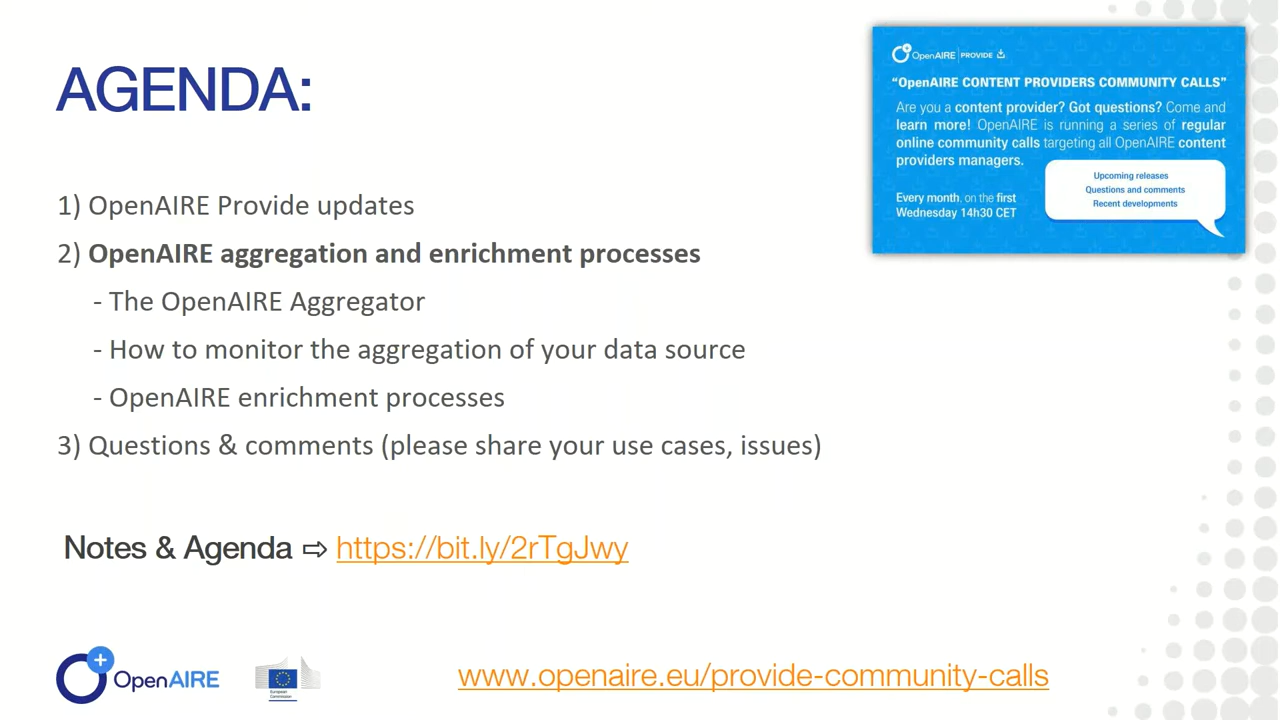 AGENDA:
OpenAIRE | PROVIDE
“OpenAIRE CONTENT PROVIDERS COMMUNITY CALLS”
Are you a content provider? Got questions? Come and
learn more! OpenAIRE is running a series of regular
online community calls targeting all OpenAIRE content
providers managers.
Upcoming releases
Questions and comments
Recent developments
Every month, on the first
Wednesday 14h30 CET
1) OpenAIRE Provide updates
2) OpenAIRE aggregation and enrichment processes
- The OpenAIRE Aggregator
- How to monitor the aggregation of your data source
- OpenAIRE enrichment processes
3) Questions & comments (please share your use cases, issues)
Notes & Agenda ⇨ https://bit.ly/2rTgJwy
OpenAIRE
European
Commission
www.openaire.eu/provide-community-calls